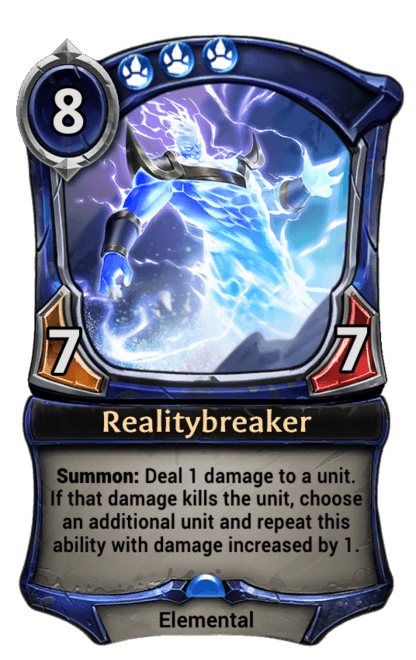 8
7
7
Realitybreaker
Summon: Deal 1 damage to a unit.
If that damage kills the unit, choose
an additional unit and repeat this
ability with damage increased by 1.
Elemental